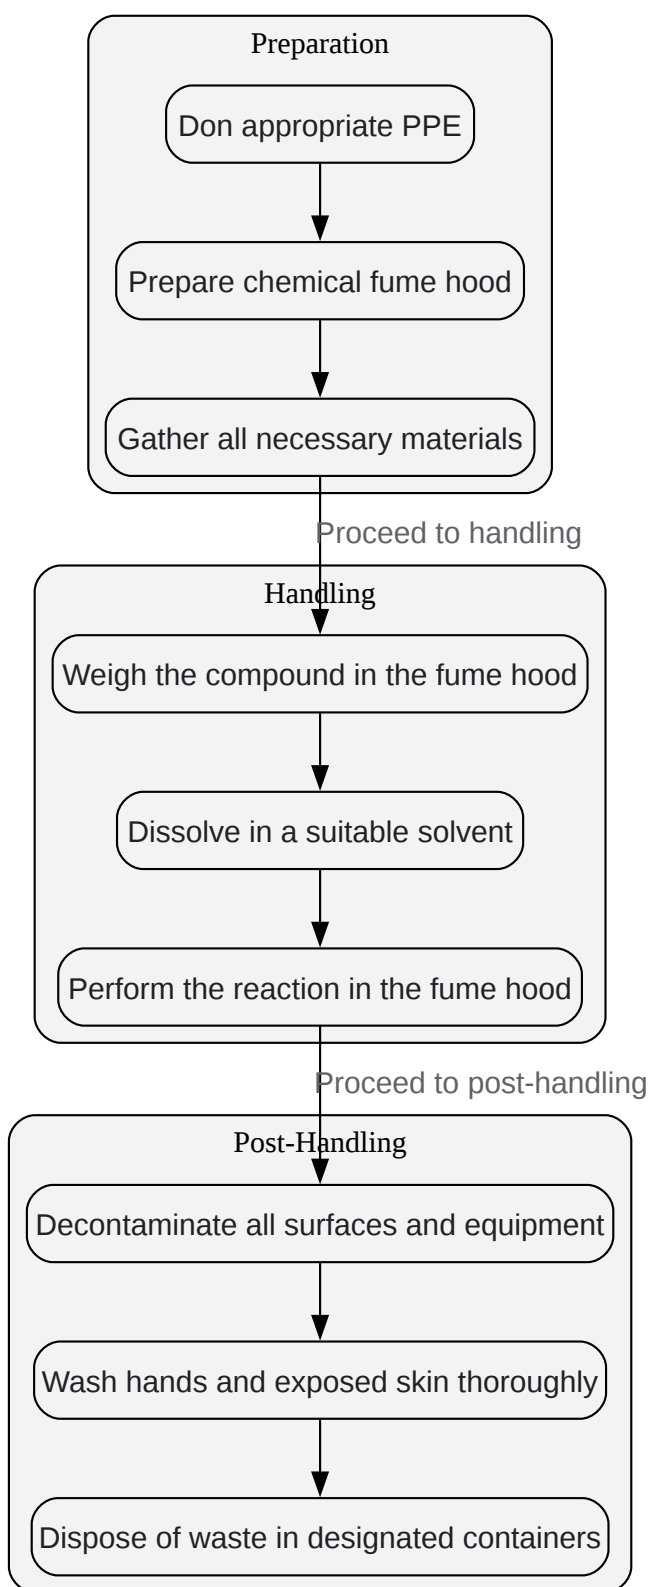 Preparation
Don appropriate PPE
Prepare chemical fume hood
Gather all necessary materials
Proceed to handling
Handling
Weigh the compound in the fume hood
Dissolve in a suitable solvent
Perform the reaction in the fume hood
Proceed to post-handling
Post-Handling
Decontaminate all surfaces and equipment
Wash hands and exposed skin thoroughly
Dispose of waste in designated containers